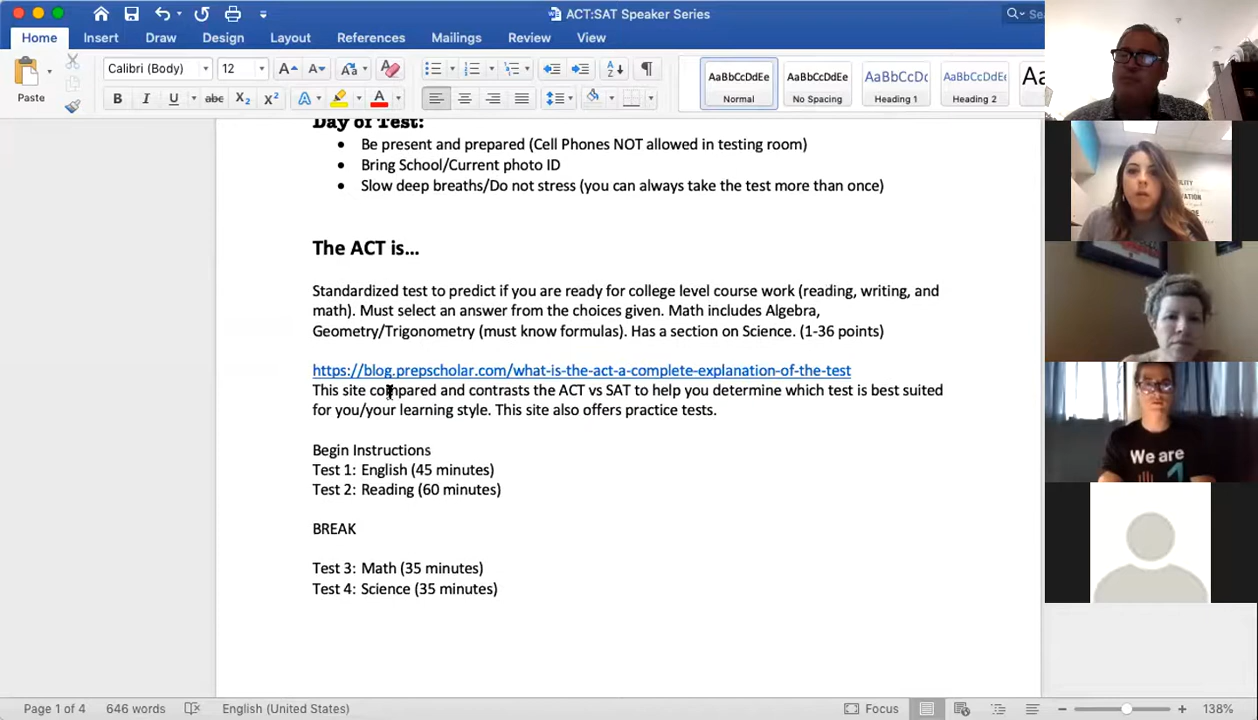 ACT:SAT Speaker Series
Home Insert Draw Design Layout References Mailings Review View
Paste
Calibri (Body) 12
AaBbCcDdEe AaBbCcDdEe AaBbCcDc AaBbCcDdEe
Normal No Spacing Heading 1 Heading 2
Day of Test:
Be present and prepared (Cell Phones NOT allowed in testing room)
Bring School/Current photo ID
Slow deep breaths/Do not stress (you can always take the test more than once)
The ACT is...
Standardized test to predict if you are ready for college level course work (reading, writing, and
math). Must select an answer from the choices given. Math includes Algebra,
Geometry/Trigonometry (must know formulas). Has a section on Science. (1-36 points)
https://blog.prepscholar.com/what-is-the-act-a-complete-explanation-of-the-test
This site compared and contrasts the ACT vs SAT to help you determine which test is best suited
for you/your learning style. This site also offers practice tests.
Begin Instructions
Test 1: English (45 minutes)
Test 2: Reading (60 minutes)
BREAK
Test 3: Math (35 minutes)
Test 4: Science (35 minutes)
We are
Page 1 of 4 646 words English (United States) Focus 138%